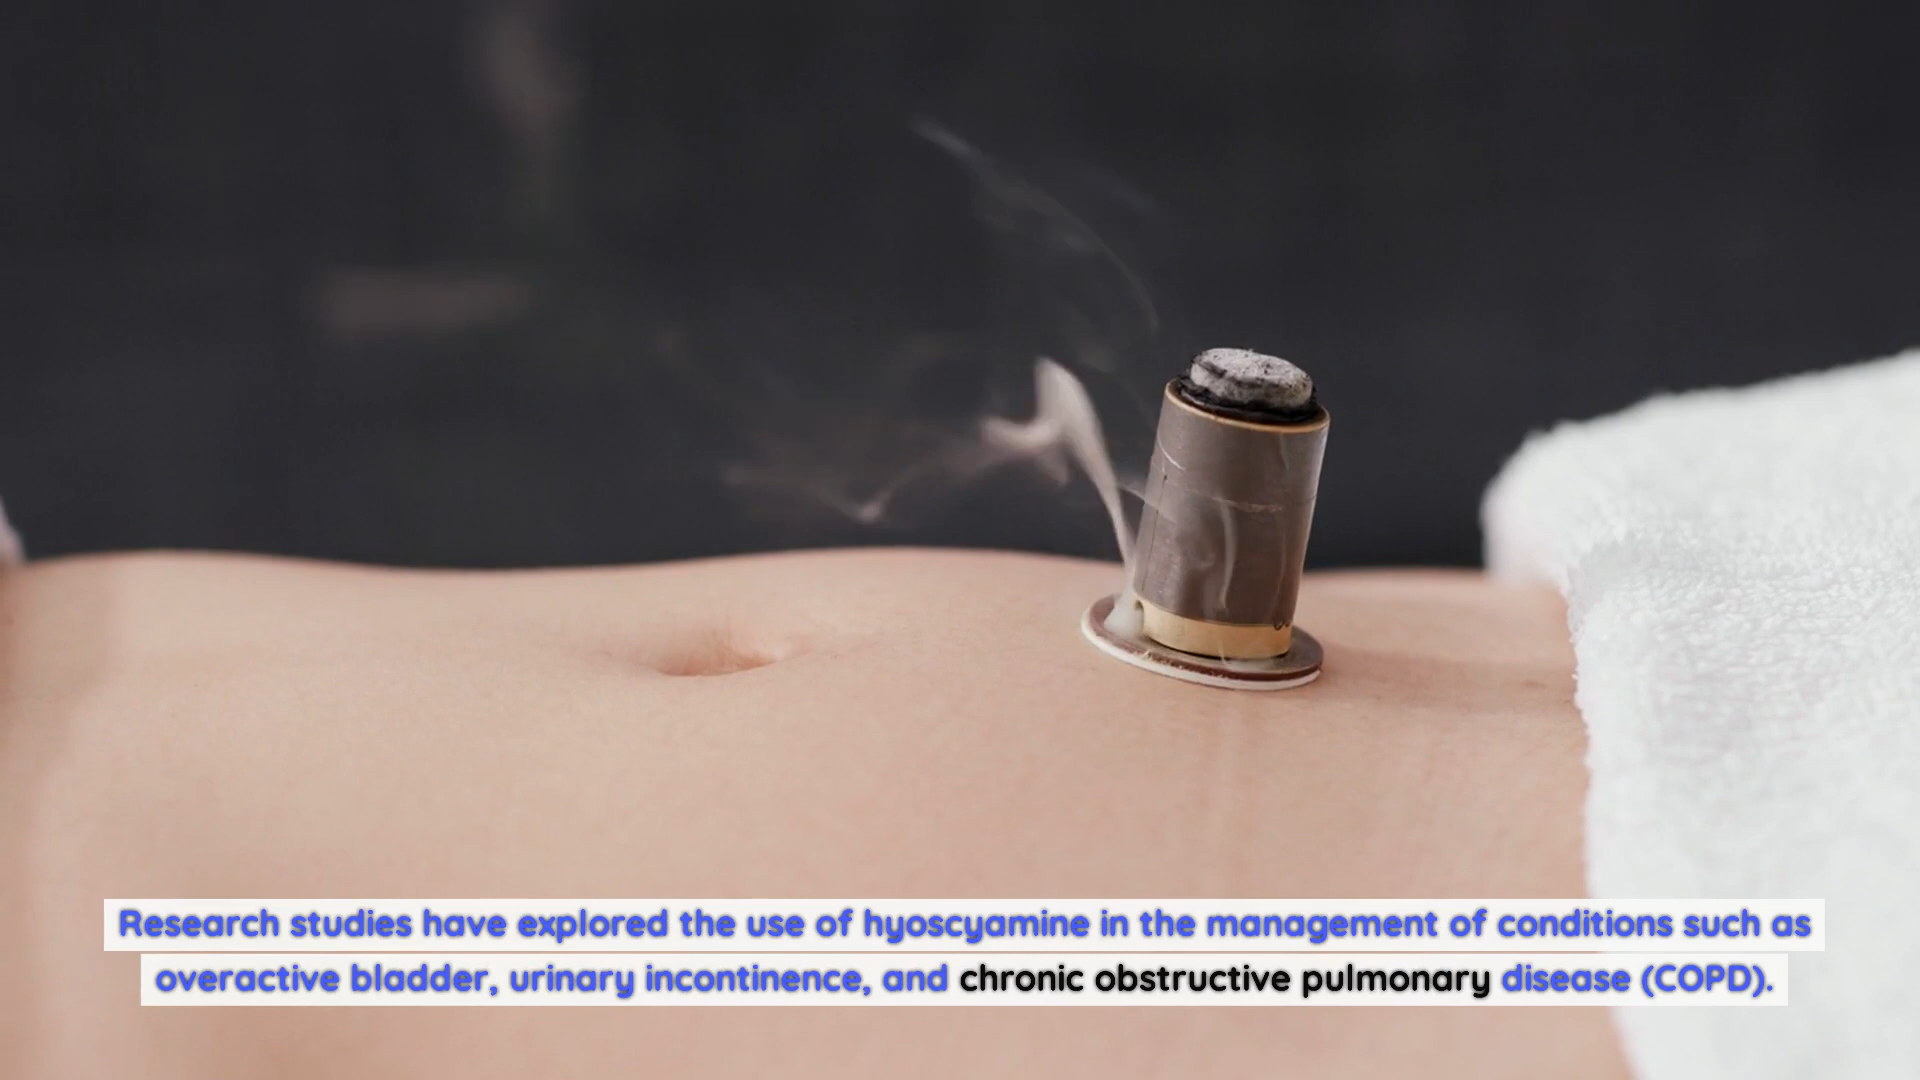 Research studies have explored the use of hyoscyamine in the management of conditions such as
overactive bladder, urinary incontinence, and chronic obstructive pulmonary disease (COPD).